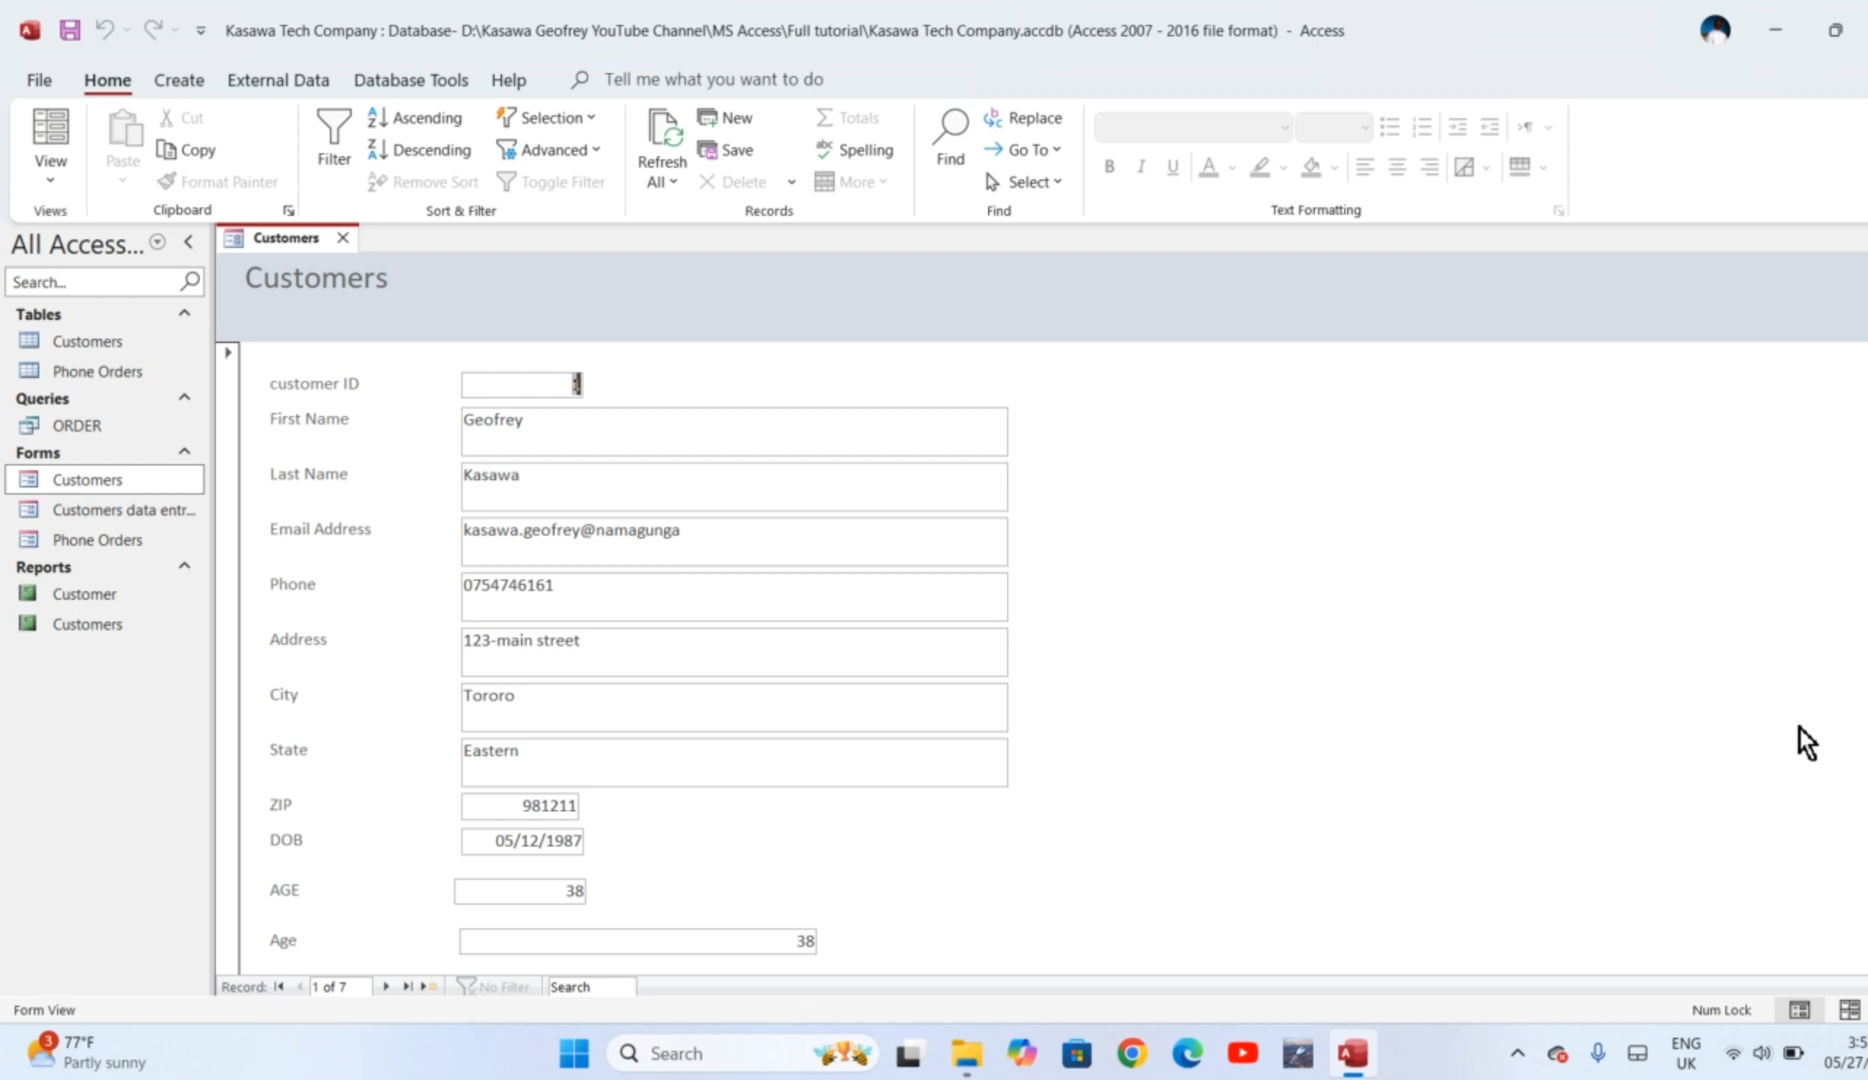 Kasawa Tech Company : Database- D:\Kasawa Geofrey YouTube Channel\MS Access\Full tutorial\Kasawa Tech Company.accdb (Access 2007 - 2016 file format) - Access
File Home Create External Data Database Tools Help Tell me what you want to do
View
Views
Paste
Cut
Copy
Format Painter
Clipboard
Filter
Ascending
Descending
Remove Sort
Selection
Advanced
Toggle Filter
Sort & Filter
Refresh
All
New
Save
Delete
Totals
Spelling
More
Records
Find
Replace
Go To
Select
Find
B I U A
Text Formatting
All Access...
Search...
Tables
Customers
Phone Orders
Queries
ORDER
Forms
Customers
Customers data entr...
Phone Orders
Reports
Customer
Customers
Customers
Customers
customer ID
First Name Geofrey
Last Name Kasawa
Email Address kasawa.geofrey@namagunga
Phone 0754746161
Address 123-main street
City Tororo
State Eastern
ZIP 981211
DOB 05/12/1987
AGE 38
Age 38
Record: 1 of 7 No Filter Search
Form View Num Lock
3 77°F
Partly sunny
Search
ENG
UK
3:5
05/27/